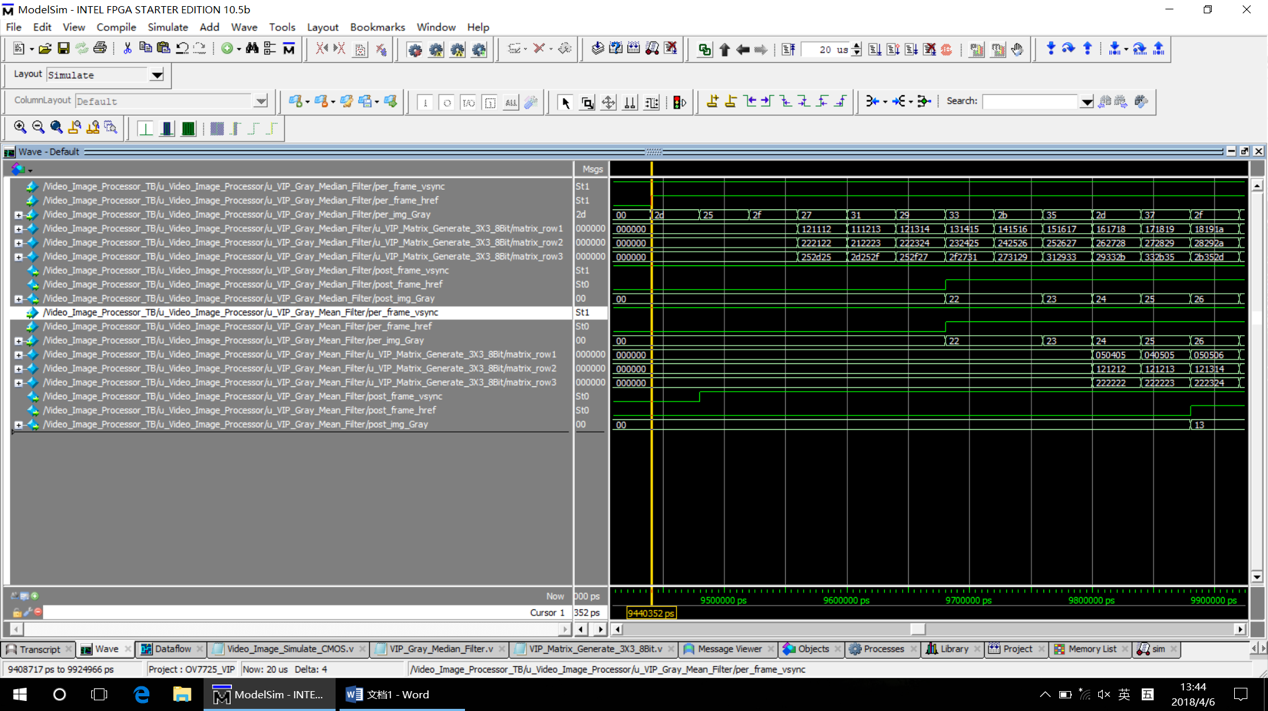 ModelSim - INTEL FPGA STARTER EDITION 10.5b
File Edit View Compile Simulate Add Wave Tools Layout Bookmarks Window Help
20 us
Layout Simulate
ColumnLayout Default
ALL
Search:
Wave - Default
Msgs
/Video_Image_Processor_TB/u_Video_Image_Processor/u_VIP_Gray_Median_Filter/per_frame_vsync St1
/Video_Image_Processor_TB/u_Video_Image_Processor/u_VIP_Gray_Median_Filter/per_frame_href St1
/Video_Image_Processor_TB/u_Video_Image_Processor/u_VIP_Gray_Median_Filter/per_img_Gray 2d 00 2d 25 2f 27 31 29 33 2b 35 2d 37 2f
/Video_Image_Processor_TB/u_Video_Image_Processor/u_VIP_Gray_Median_Filter/u_VIP_Matrix_Generate_3X3_8Bit/matrix_row1 000000 000000 121112 111213 121314 131415 141516 151617 161718 171819 18191a
/Video_Image_Processor_TB/u_Video_Image_Processor/u_VIP_Gray_Median_Filter/u_VIP_Matrix_Generate_3X3_8Bit/matrix_row2 000000 000000 222122 212223 222324 232425 242526 252627 262728 272829 28292a
/Video_Image_Processor_TB/u_Video_Image_Processor/u_VIP_Gray_Median_Filter/u_VIP_Matrix_Generate_3X3_8Bit/matrix_row3 000000 000000 252d25 2d252f 252f27 2f2731 273129 312933 29332b 332b35 2b352d
/Video_Image_Processor_TB/u_Video_Image_Processor/u_VIP_Gray_Median_Filter/post_frame_vsync St1
/Video_Image_Processor_TB/u_Video_Image_Processor/u_VIP_Gray_Median_Filter/post_frame_href St0
/Video_Image_Processor_TB/u_Video_Image_Processor/u_VIP_Gray_Median_Filter/post_img_Gray 00 00 22 23 24 25 26
/Video_Image_Processor_TB/u_Video_Image_Processor/u_VIP_Gray_Mean_Filter/per_frame_vsync St1
/Video_Image_Processor_TB/u_Video_Image_Processor/u_VIP_Gray_Mean_Filter/per_frame_href St0
/Video_Image_Processor_TB/u_Video_Image_Processor/u_VIP_Gray_Mean_Filter/per_img_Gray 00 00 22 23 24 25 26
/Video_Image_Processor_TB/u_Video_Image_Processor/u_VIP_Gray_Mean_Filter/u_VIP_Matrix_Generate_3X3_8Bit/matrix_row1 000000 000000 050405 040505 050506
/Video_Image_Processor_TB/u_Video_Image_Processor/u_VIP_Gray_Mean_Filter/u_VIP_Matrix_Generate_3X3_8Bit/matrix_row2 000000 000000 121212 121213 121314
/Video_Image_Processor_TB/u_Video_Image_Processor/u_VIP_Gray_Mean_Filter/u_VIP_Matrix_Generate_3X3_8Bit/matrix_row3 000000 000000 222222 222223 222324
/Video_Image_Processor_TB/u_Video_Image_Processor/u_VIP_Gray_Mean_Filter/post_frame_vsync St0
/Video_Image_Processor_TB/u_Video_Image_Processor/u_VIP_Gray_Mean_Filter/post_frame_href St0
/Video_Image_Processor_TB/u_Video_Image_Processor/u_VIP_Gray_Mean_Filter/post_img_Gray 00 00 13
Now 000 ps 9500000 ps 9600000 ps 9700000 ps 9800000 ps 9900000 ps
Cursor 1 352 ps 9440352 ps
Transcript Wave Dataflow Video_Image_Simulate_CMOS.v VIP_Gray_Median_Filter.v VIP_Matrix_Generate_3X3_8Bit.v Message Viewer Objects Processes Library Project Memory List sim
9408717 ps to 9924966 ps Project : OV7725_VIP Now: 20 us Delta: 4 /Video_Image_Processor_TB/u_Video_Image_Processor/u_VIP_Gray_Mean_Filter/per_frame_vsync
ModelSim - INTE... 文档1 - Word 英 五 13:44
2018/4/6